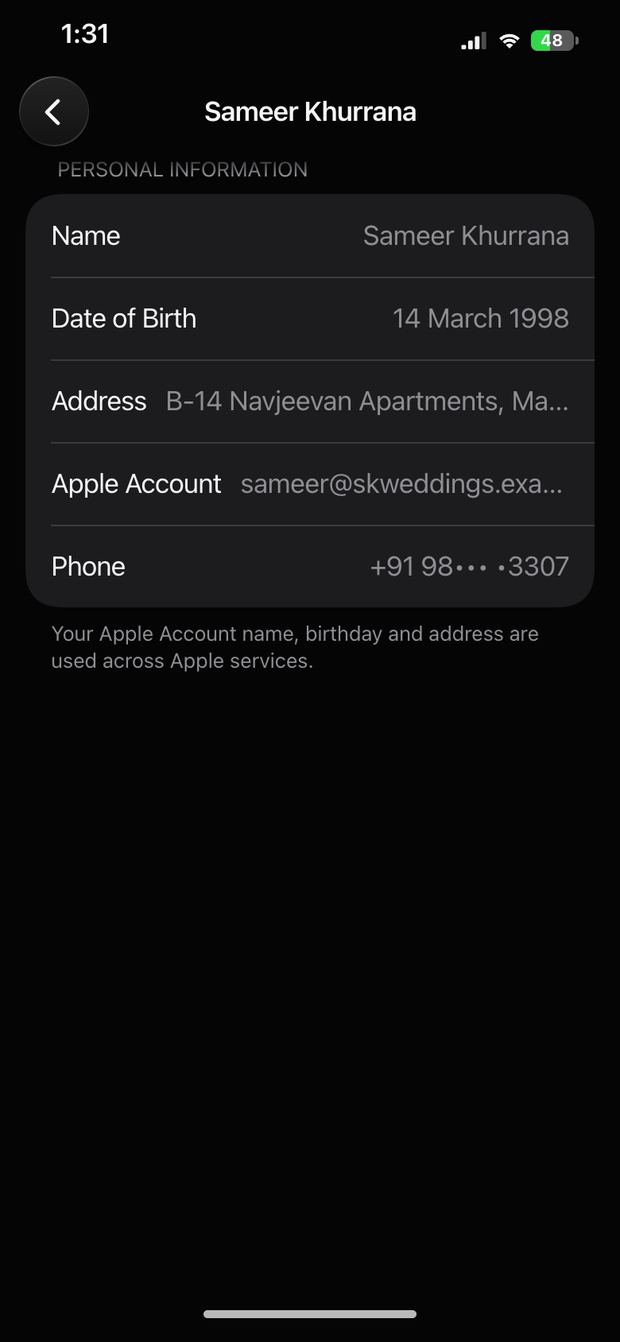 1:31
48
Sameer Khurrana
PERSONAL INFORMATION
Name Sameer Khurrana
Date of Birth 14 March 1998
Address B-14 Navjeevan Apartments, Ma...
Apple Account sameer@skweddings.exa...
Phone +91 98••• •3307
Your Apple Account name, birthday and address are
used across Apple services.